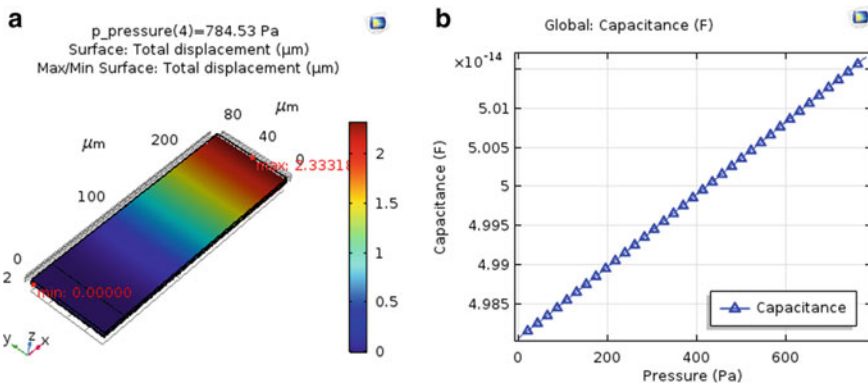 a
p_pressure(4)=784.53 Pa
Surface: Total displacement (μm)
Max/Min Surface: Total displacement (μm)
μm
80
40
0
200
μm
100
0
2
max: 2.33318
min: 0.00000
2
1.5
1
0.5
0
y z x
b
Global: Capacitance (F)
×10⁻¹⁴
5.01
5.005
5
4.995
4.99
4.985
Capacitance (F)
Capacitance
0 200 400 600
Pressure (Pa)